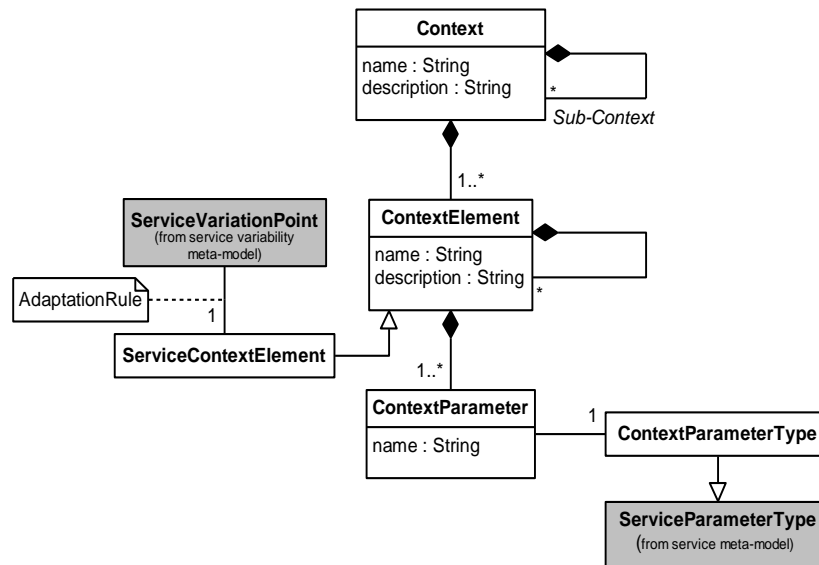 Context
name : String
description : String
*
Sub-Context
1..*
ServiceVariationPoint
(from service variability
meta-model)
ContextElement
name : String
description : String
*
AdaptationRule
1
ServiceContextElement
1..*
ContextParameter
name : String
1
ContextParameterType
ServiceParameterType
(from service meta-model)